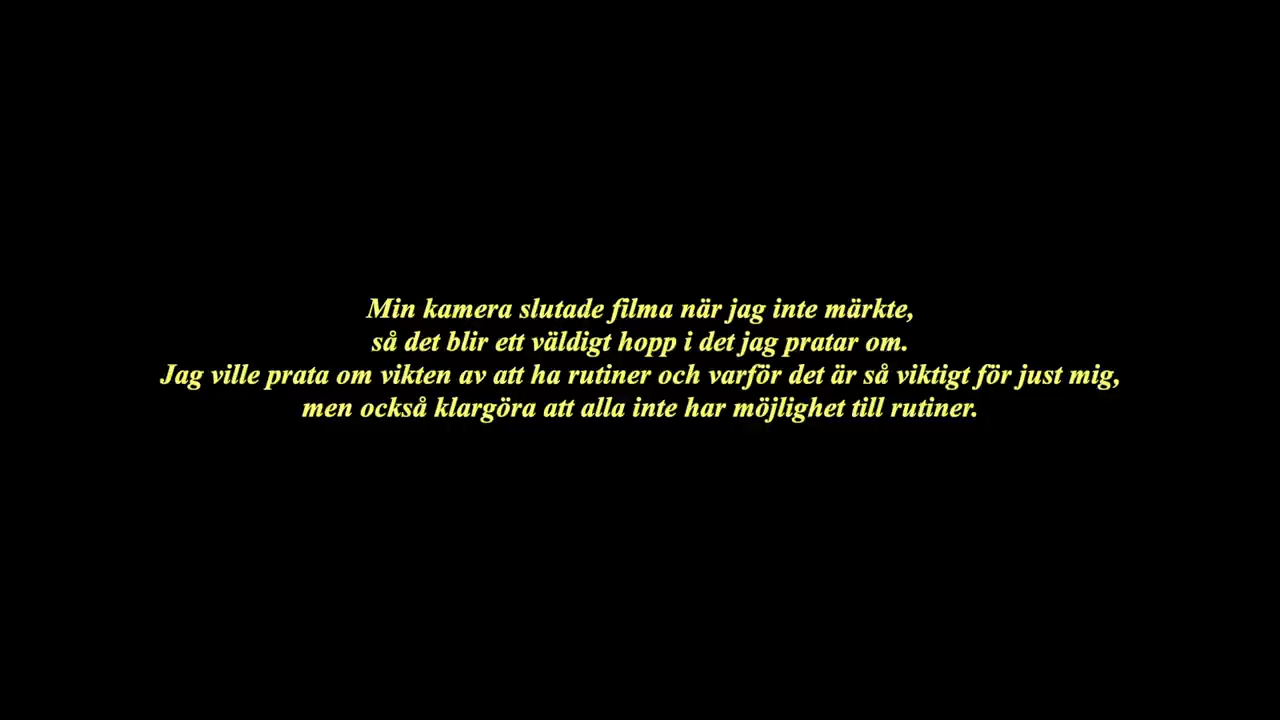 Min kamera slutade filma när jag inte märkte,
så det blir ett väldigt hopp i det jag pratar om.
Jag ville prata om vikten av att ha rutiner och varför det är så viktigt för just mig,
men också klargöra att alla inte har möjlighet till rutiner.